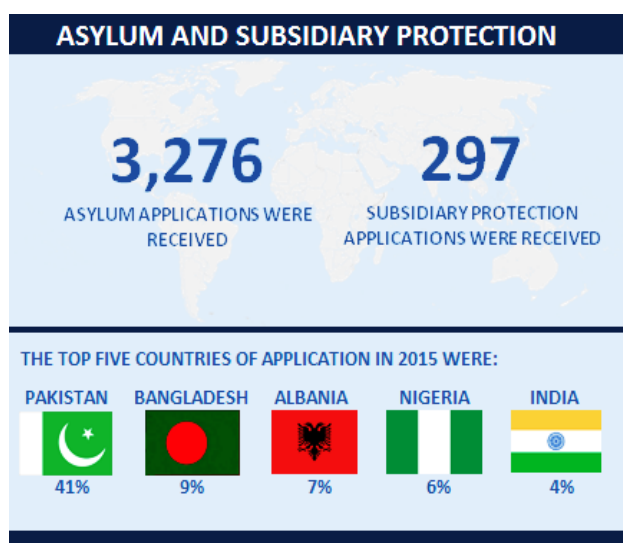 ASYLUM AND SUBSIDIARY PROTECTION
3,276
ASYLUM APPLICATIONS WERE
RECEIVED
297
SUBSIDIARY PROTECTION
APPLICATIONS WERE RECEIVED
THE TOP FIVE COUNTRIES OF APPLICATION IN 2015 WERE:
PAKISTAN BANGLADESH ALBANIA NIGERIA INDIA
41% 9% 7% 6% 4%